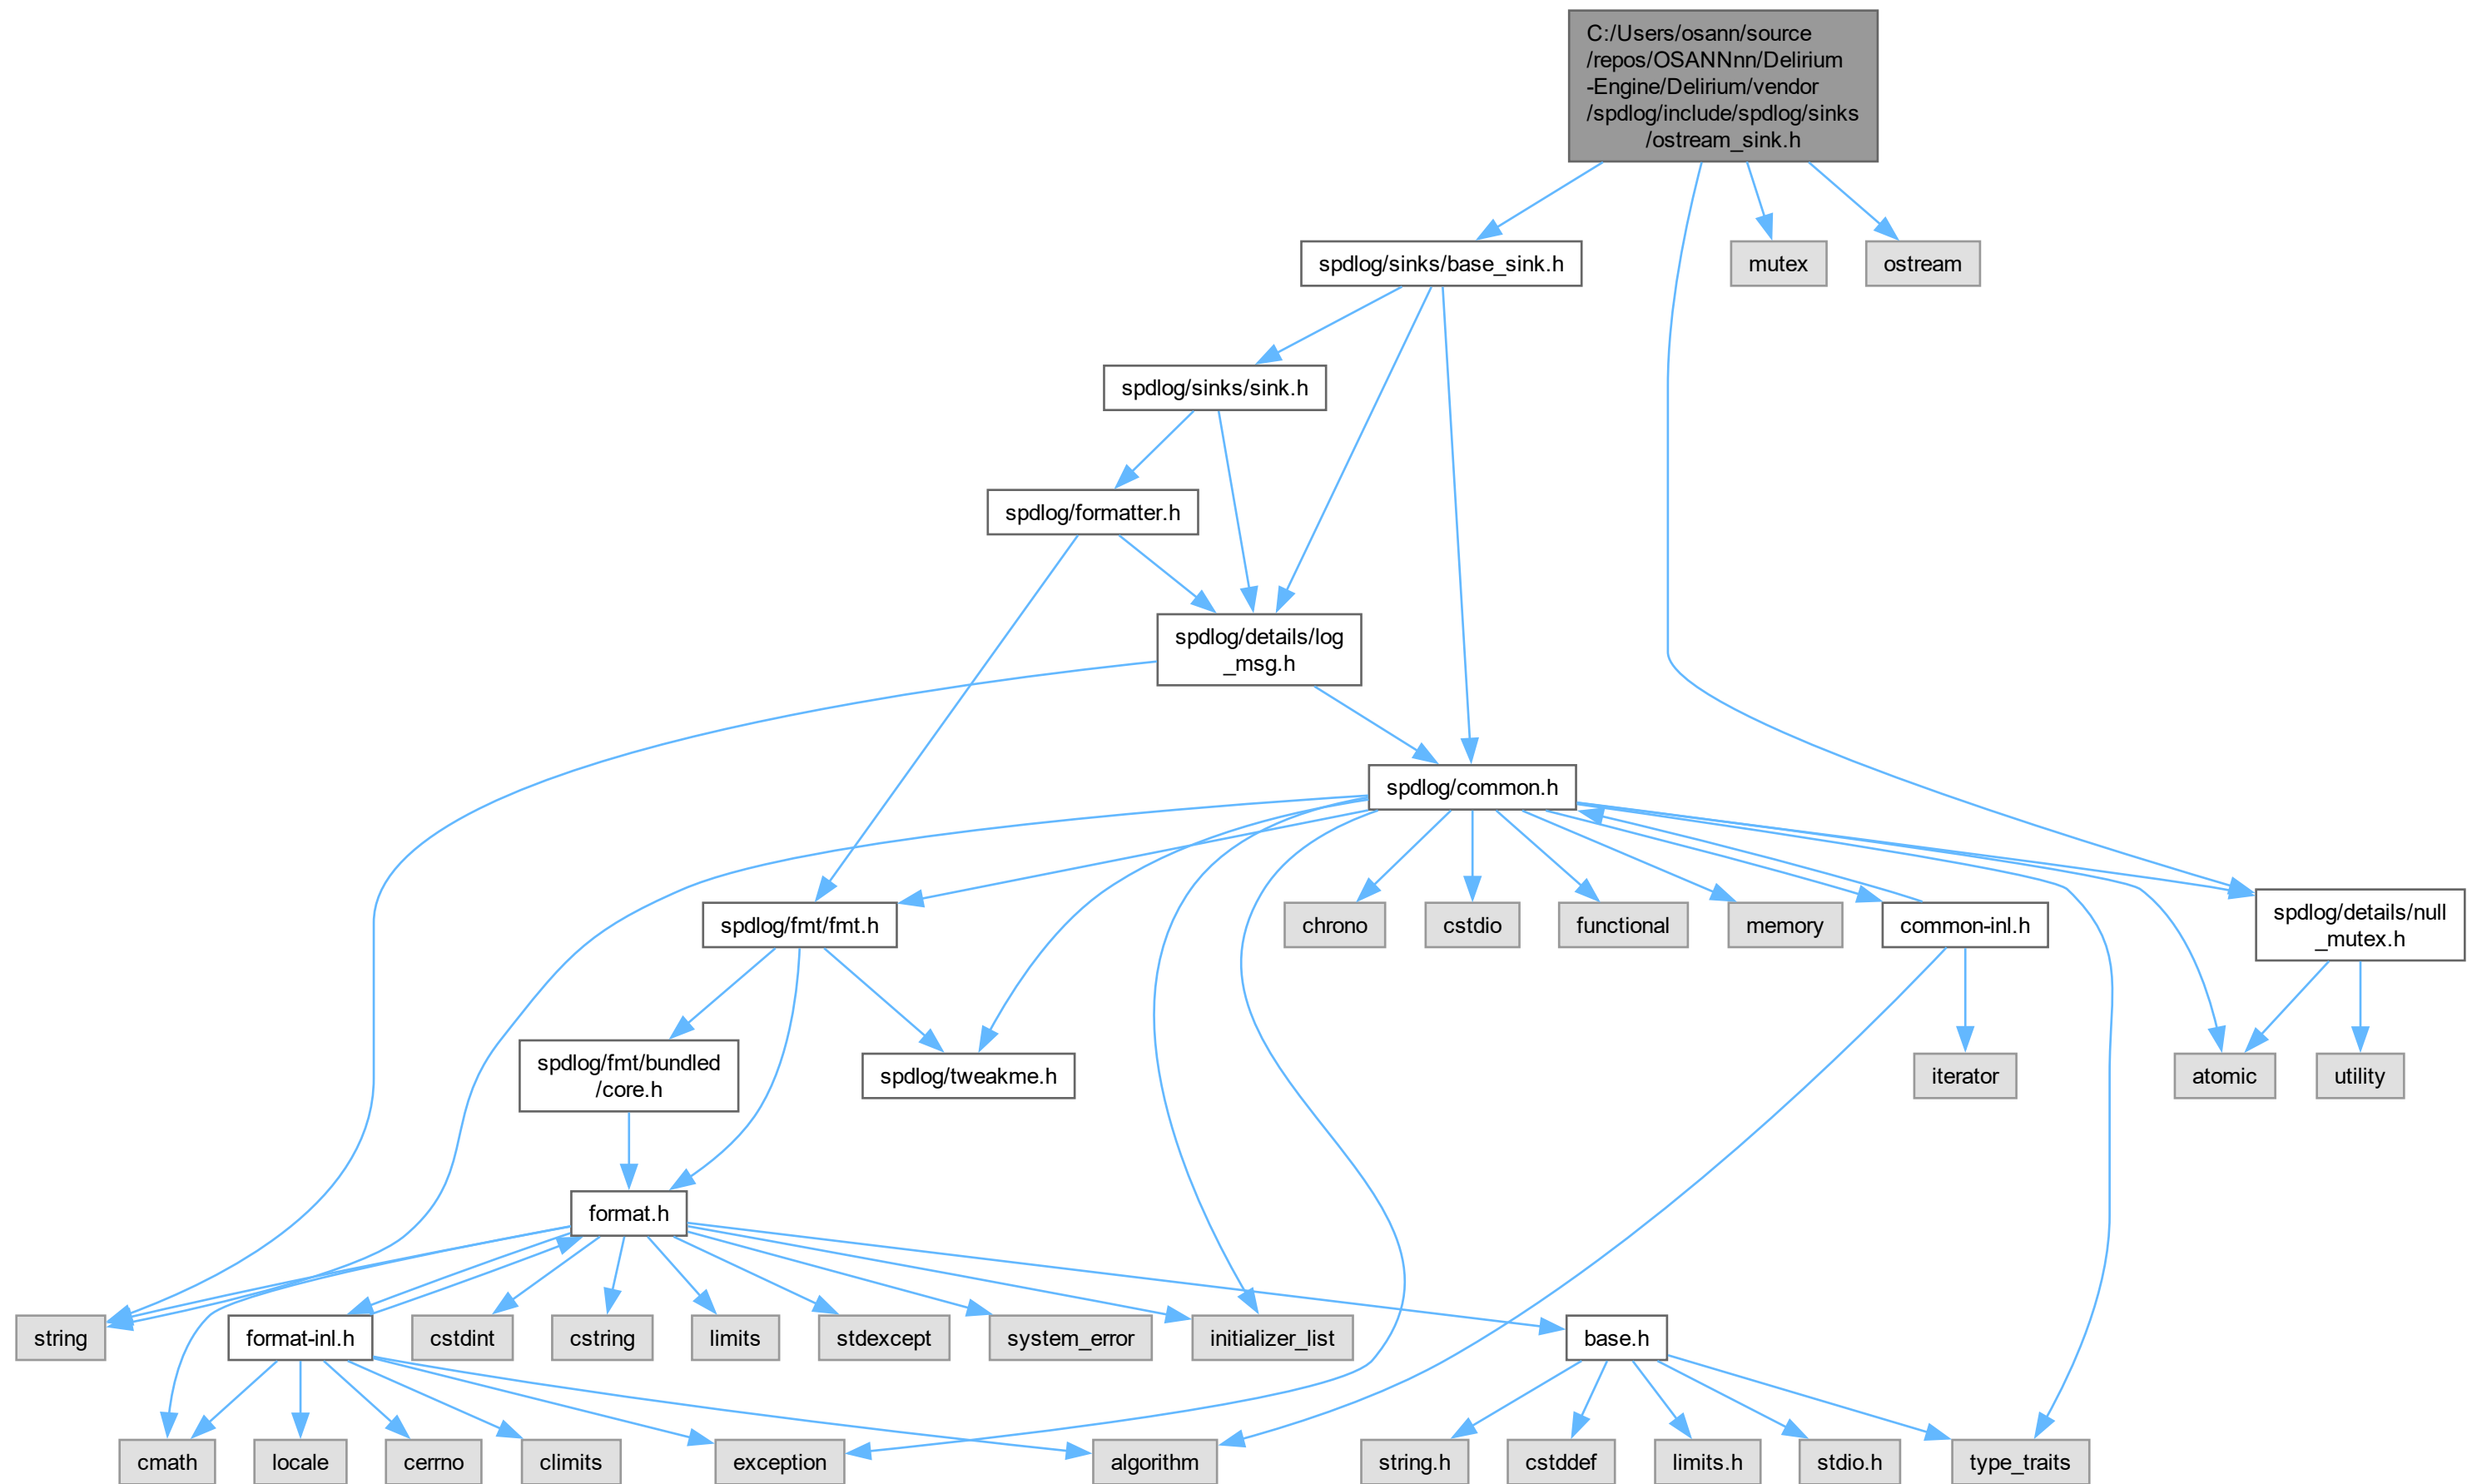 C:/Users/osann/source
/repos/OSANNnn/Delirium
-Engine/Delirium/vendor
/spdlog/include/spdlog/sinks
/ostream_sink.h
spdlog/sinks/base_sink.h
mutex
ostream
spdlog/sinks/sink.h
spdlog/formatter.h
spdlog/details/log
_msg.h
spdlog/common.h
spdlog/fmt/fmt.h
chrono
cstdio
functional
memory
common-inl.h
spdlog/details/null
_mutex.h
spdlog/fmt/bundled
/core.h
spdlog/tweakme.h
iterator
atomic
utility
format.h
string
format-inl.h
cstdint
cstring
limits
stdexcept
system_error
initializer_list
base.h
cmath
locale
cerrno
climits
exception
algorithm
string.h
cstddef
limits.h
stdio.h
type_traits